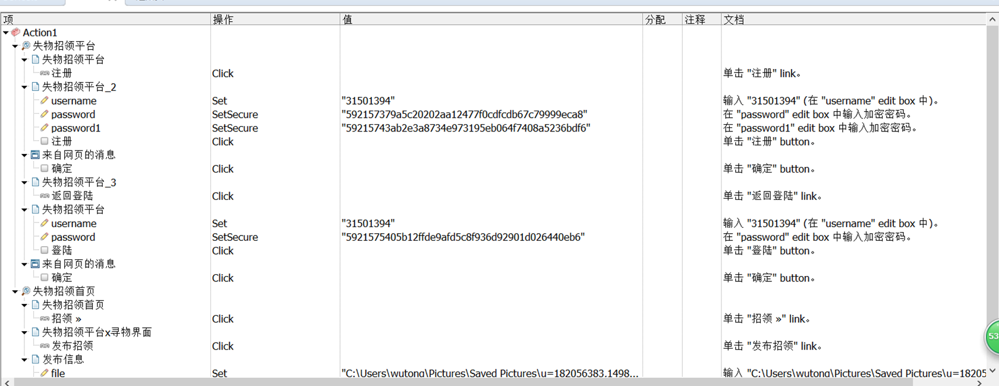 项 操作 值 分配 注释 文档
Action1
失物招领平台
失物招领平台
注册 Click 单击 "注册" link。
失物招领平台_2
username Set "31501394" 输入 "31501394" (在 "username" edit box 中)。
password SetSecure "592157379a5c20202aa12477f0cdfcdb67c79999eca8" 在 "password" edit box 中输入加密密码。
password1 SetSecure "59215743ab2e3a8734e973195eb064f7408a5236bdf6" 在 "password1" edit box 中输入加密密码。
注册 Click 单击 "注册" button。
来自网页的消息
确定 Click 单击 "确定" button。
失物招领平台_3
返回登陆 Click 单击 "返回登陆" link。
失物招领平台
username Set "31501394" 输入 "31501394" (在 "username" edit box 中)。
password SetSecure "5921575405b12ffde9afd5c8f936d92901d026440eb6" 在 "password" edit box 中输入加密密码。
登陆 Click 单击 "登陆" button。
来自网页的消息
确定 Click 单击 "确定" button。
失物招领首页
失物招领首页
招领 » Click 单击 "招领 »" link。
失物招领平台x寻物界面
发布招领 Click 单击 "发布招领" link。
53
发布信息
file Set "C:\Users\wutong\Pictures\Saved Pictures\u=182056383,1498... 输入 "C:\Users\wutong\Pictures\Saved Pictures\u=18205